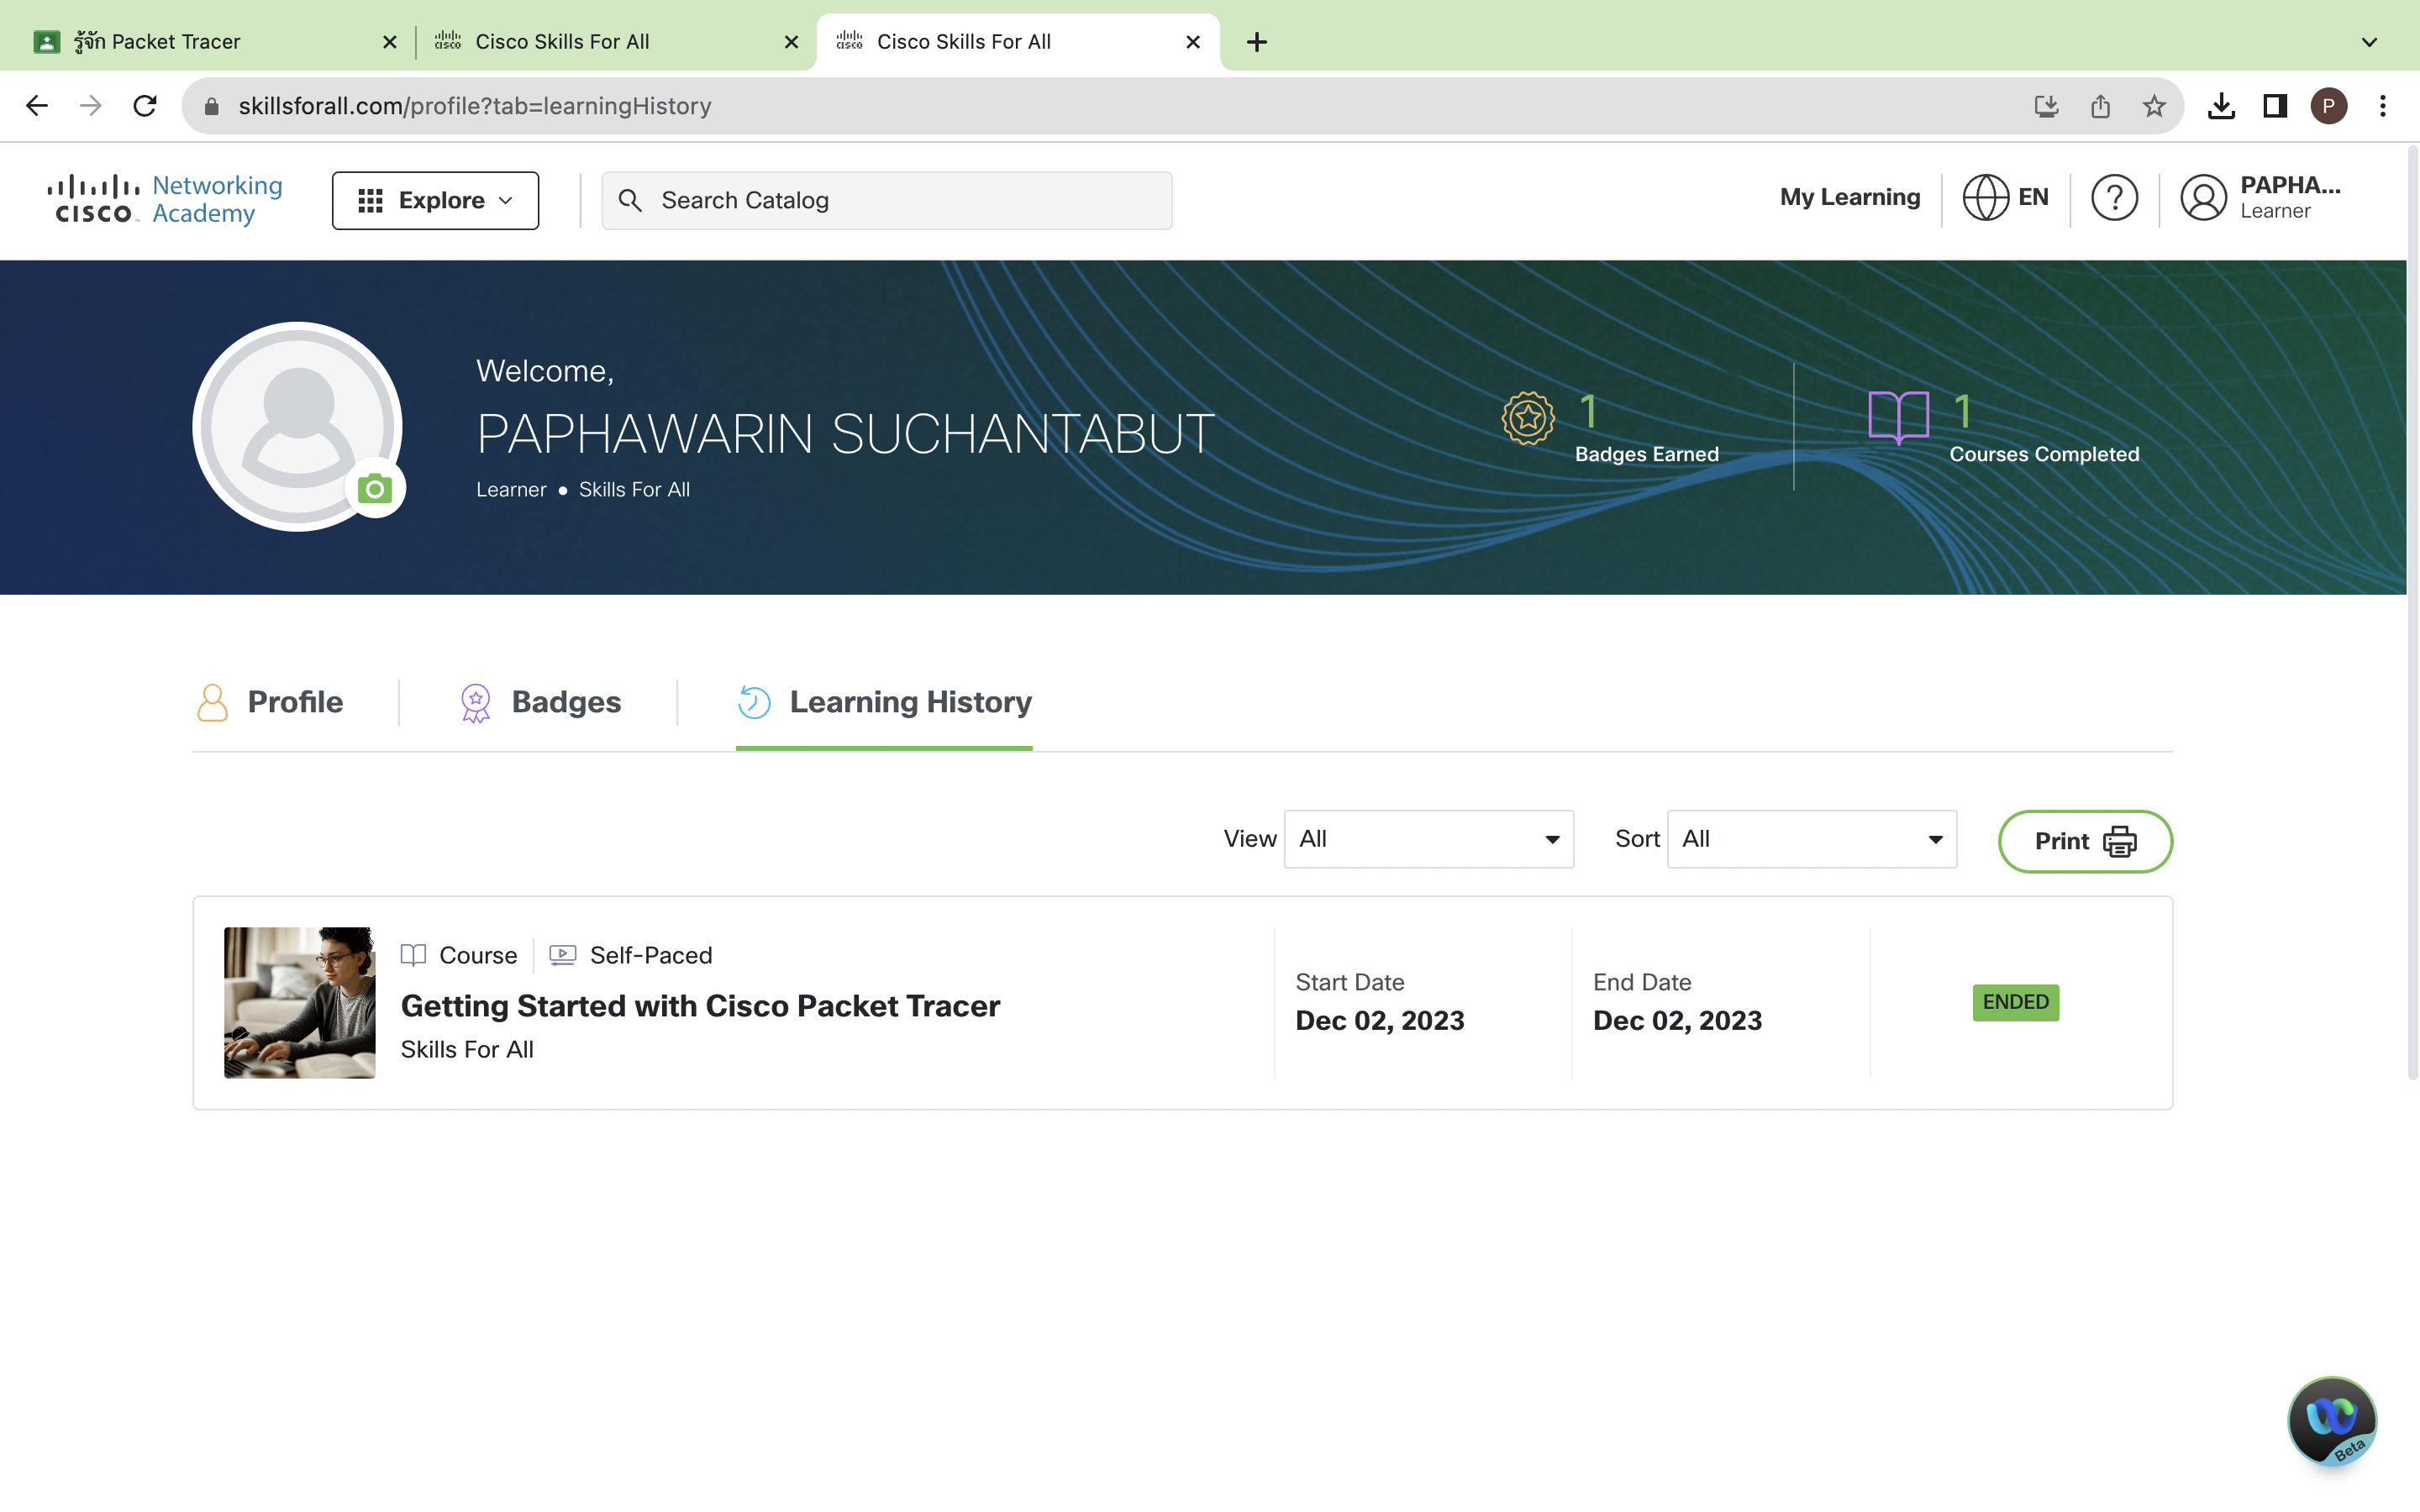 รู้จัก Packet Tracer
Cisco Skills For All
Cisco Skills For All
skillsforall.com/profile?tab=learningHistory
P
CISCO Networking Academy
Explore
Search Catalog
My Learning
EN
?
PAPHA...
Learner
Welcome,
PAPHAWARIN SUCHANTABUT
Learner • Skills For All
1
Badges Earned
1
Courses Completed
Profile
Badges
Learning History
View All
Sort All
Print
Course
Self-Paced
Getting Started with Cisco Packet Tracer
Skills For All
Start Date
Dec 02, 2023
End Date
Dec 02, 2023
ENDED
Beta